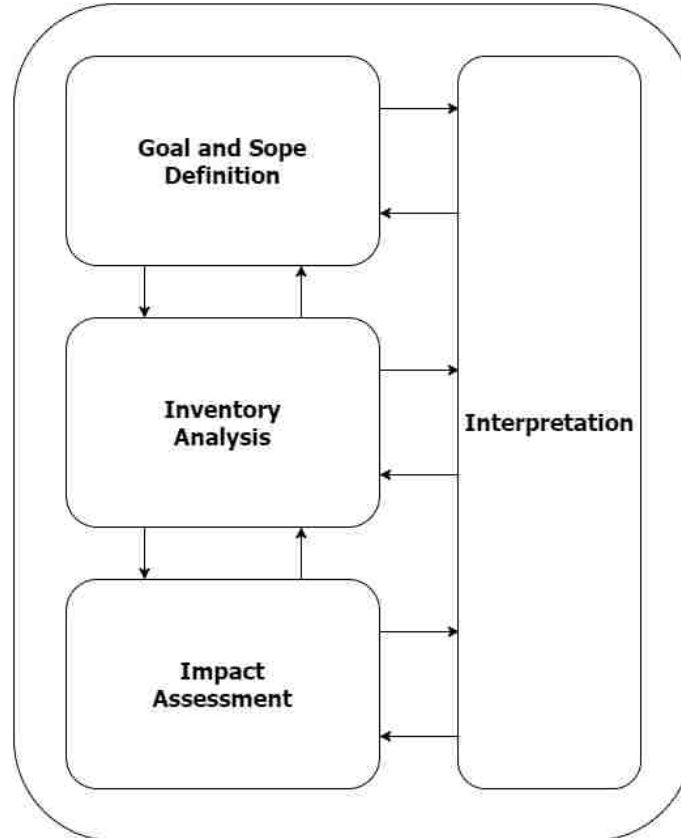 Goal and Sope
Definition
Inventory
Analysis
Interpretation
Impact
Assessment